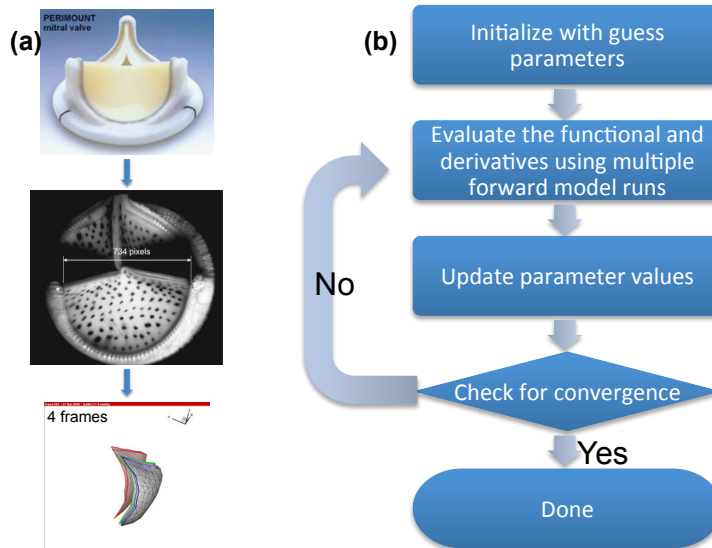 (a)
PERIMOUNT
mitral valve
734 pixels
4 frames
(b)
Initialize with guess
parameters
Evaluate the functional and
derivatives using multiple
forward model runs
Update parameter values
Check for convergence
No
Yes
Done